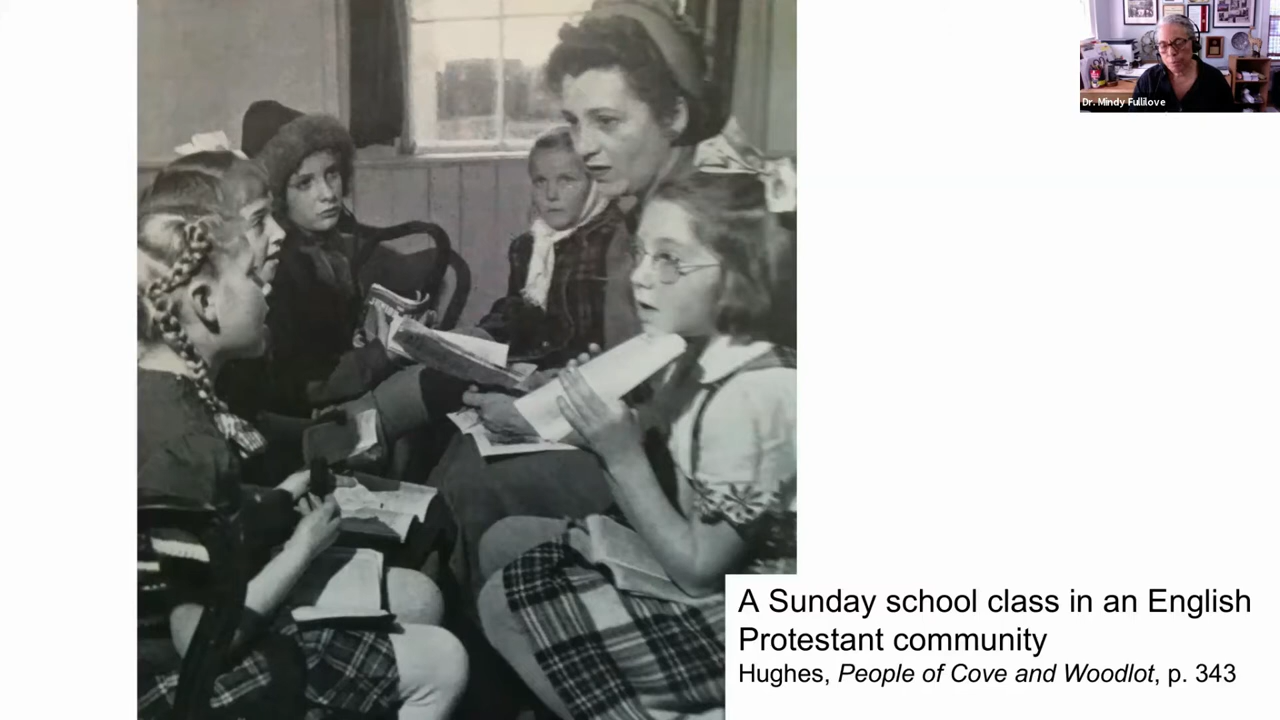 Dr. Mindy Fullilove
A Sunday school class in an English
Protestant community
Hughes, People of Cove and Woodlot, p. 343